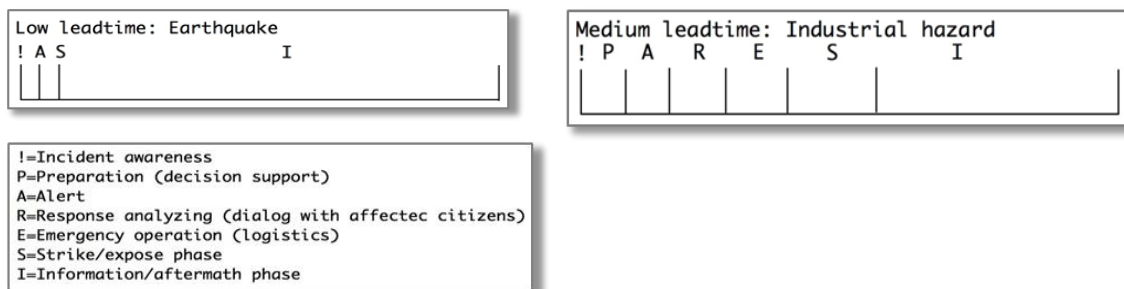 Low leadtime: Earthquake
! A S I
Medium leadtime: Industrial hazard
! P A R E S I
!=Incident awareness
P=Preparation (decision support)
A=Alert
R=Response analyzing (dialog with affectec citizens)
E=Emergency operation (logistics)
S=Strike/expose phase
I=Information/aftermath phase